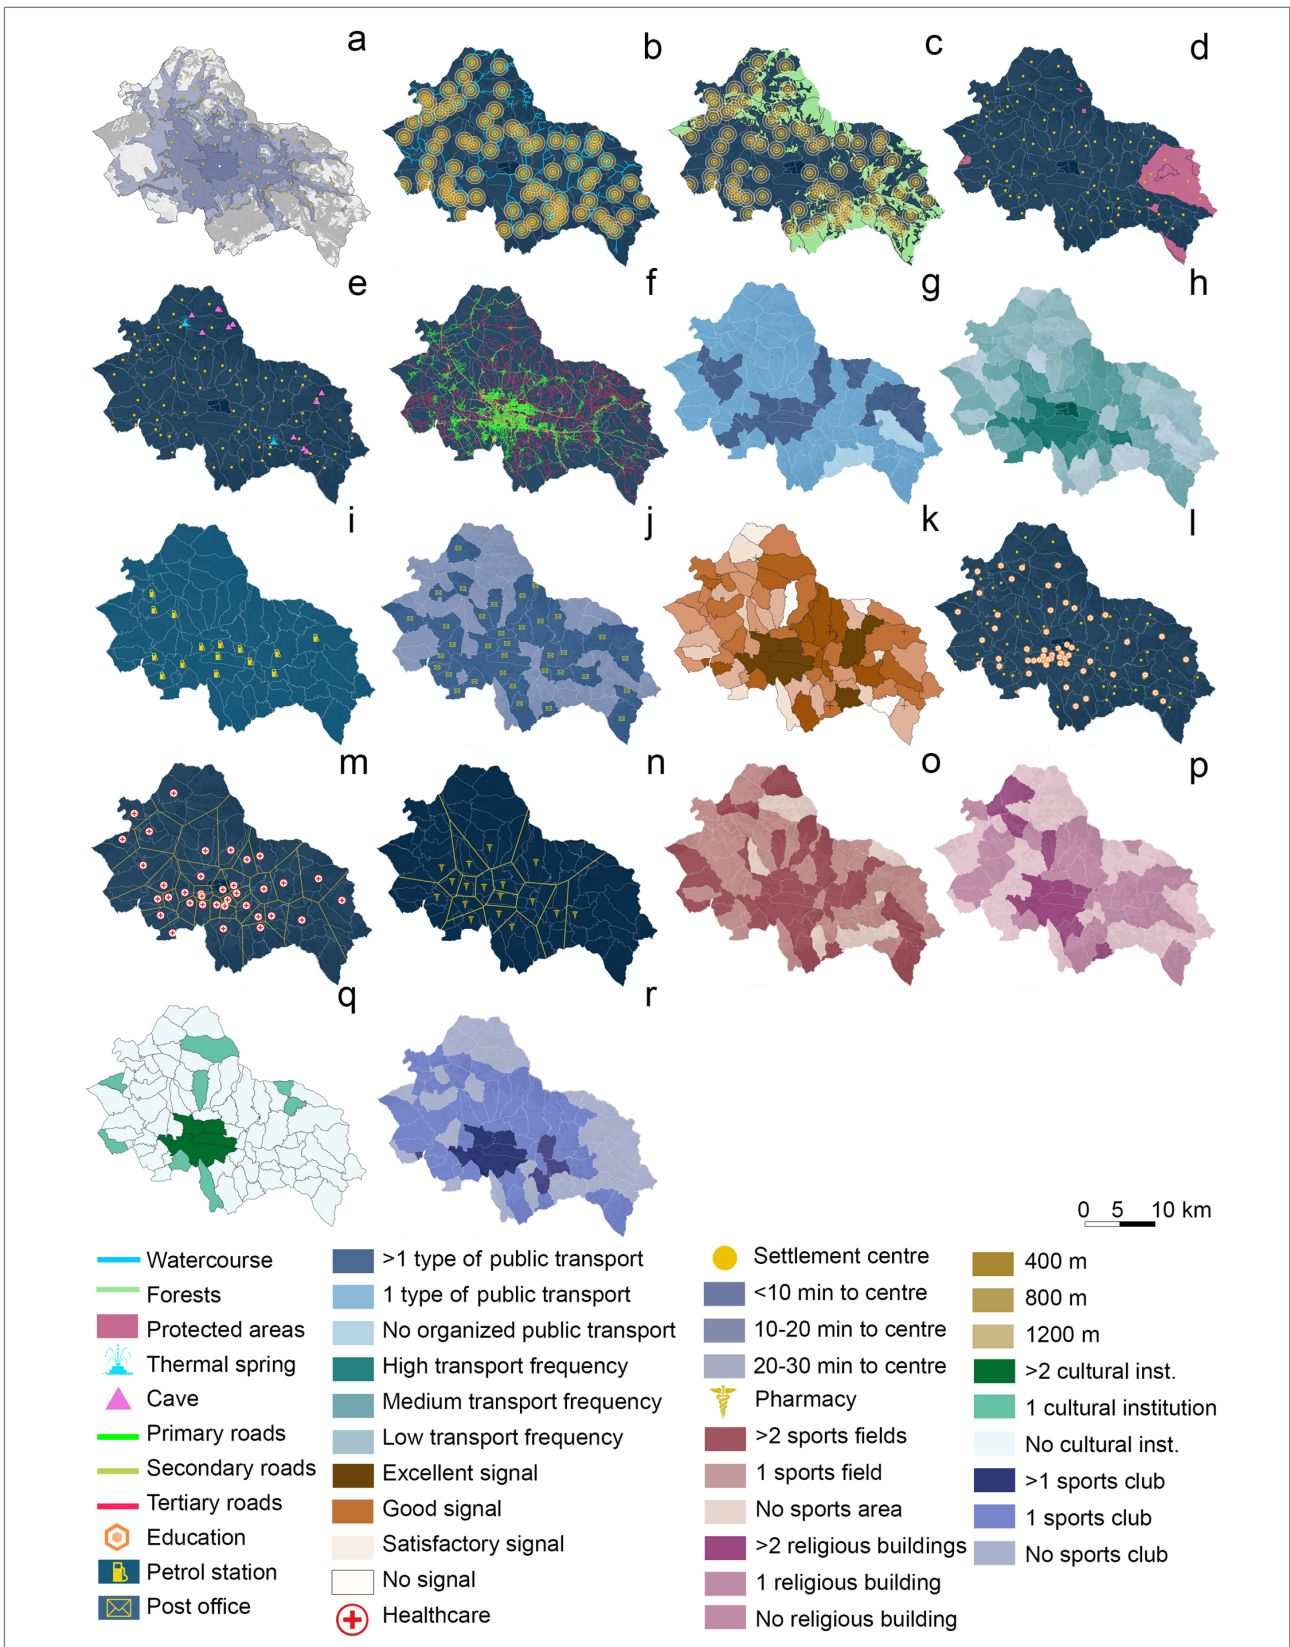 a
b
c
d
e
f
g
h
i
j
k
l
m
n
o
p
q
r
0 5 10 km
Watercourse
Forests
Protected areas
Thermal spring
Cave
Primary roads
Secondary roads
Tertiary roads
Education
Petrol station
Post office
>1 type of public transport
1 type of public transport
No organized public transport
High transport frequency
Medium transport frequency
Low transport frequency
Excellent signal
Good signal
Satisfactory signal
No signal
Healthcare
Settlement centre
<10 min to centre
10-20 min to centre
20-30 min to centre
Pharmacy
>2 sports fields
1 sports field
No sports area
>2 religious buildings
1 religious building
No religious building
400 m
800 m
1200 m
>2 cultural inst.
1 cultural institution
No cultural inst.
>1 sports club
1 sports club
No sports club